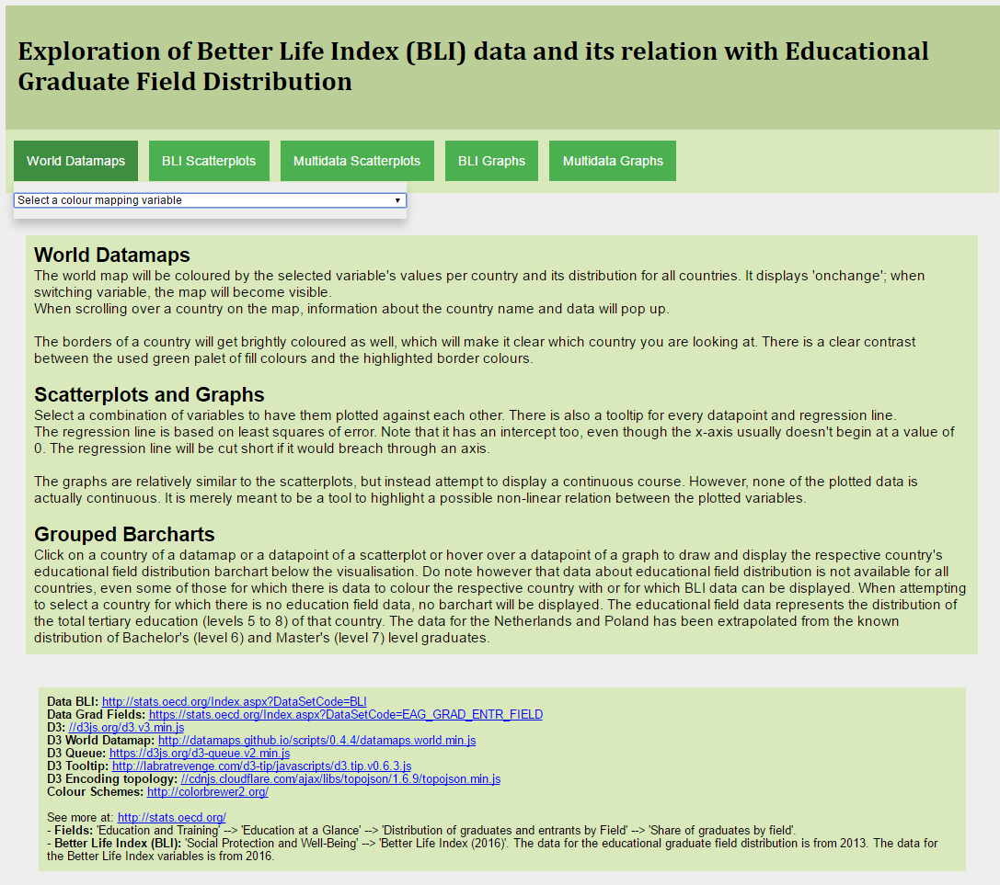 Exploration of Better Life Index (BLI) data and its relation with Educational
Graduate Field Distribution
World Datamaps BLI Scatterplots Multidata Scatterplots BLI Graphs Multidata Graphs
Select a colour mapping variable
World Datamaps
The world map will be coloured by the selected variable's values per country and its distribution for all countries. It displays 'onchange'; when
switching variable, the map will become visible.
When scrolling over a country on the map, information about the country name and data will pop up.
The borders of a country will get brightly coloured as well, which will make it clear which country you are looking at. There is a clear contrast
between the used green palet of fill colours and the highlighted border colours.
Scatterplots and Graphs
Select a combination of variables to have them plotted against each other. There is also a tooltip for every datapoint and regression line.
The regression line is based on least squares of error. Note that it has an intercept too, even though the x-axis usually doesn't begin at a value of
0. The regression line will be cut short if it would breach through an axis.
The graphs are relatively similar to the scatterplots, but instead attempt to display a continuous course. However, none of the plotted data is
actually continuous. It is merely meant to be a tool to highlight a possible non-linear relation between the plotted variables.
Grouped Barcharts
Click on a country of a datamap or a datapoint of a scatterplot or hover over a datapoint of a graph to draw and display the respective country's
educational field distribution barchart below the visualisation. Do note however that data about educational field distribution is not available for all
countries, even some of those for which there is data to colour the respective country with or for which BLI data can be displayed. When attempting
to select a country for which there is no education field data, no barchart will be displayed. The educational field data represents the distribution of
the total tertiary education (levels 5 to 8) of that country. The data for the Netherlands and Poland has been extrapolated from the known
distribution of Bachelor's (level 6) and Master's (level 7) level graduates.
Data BLI: http://stats.oecd.org/Index.aspx?DataSetCode=BLI
Data Grad Fields: https://stats.oecd.org/Index.aspx?DataSetCode=EAG_GRAD_ENTR_FIELD
D3: //d3js.org/d3.v3.min.js
D3 World Datamap: http://datamaps.github.io/scripts/0.4.4/datamaps.world.min.js
D3 Queue: https://d3js.org/d3-queue.v2.min.js
D3 Tooltip: http://labratrevenge.com/d3-tip/javascripts/d3.tip.v0.6.3.js
D3 Encoding topology: //cdnjs.cloudflare.com/ajax/libs/topojson/1.6.9/topojson.min.js
Colour Schemes: http://colorbrewer2.org/
See more at: http://stats.oecd.org/
- Fields: 'Education and Training' --> 'Education at a Glance' --> 'Distribution of graduates and entrants by Field' --> 'Share of graduates by field'.
- Better Life Index (BLI): 'Social Protection and Well-Being' --> 'Better Life Index (2016)'. The data for the educational graduate field distribution is from 2013. The data for
the Better Life Index variables is from 2016.